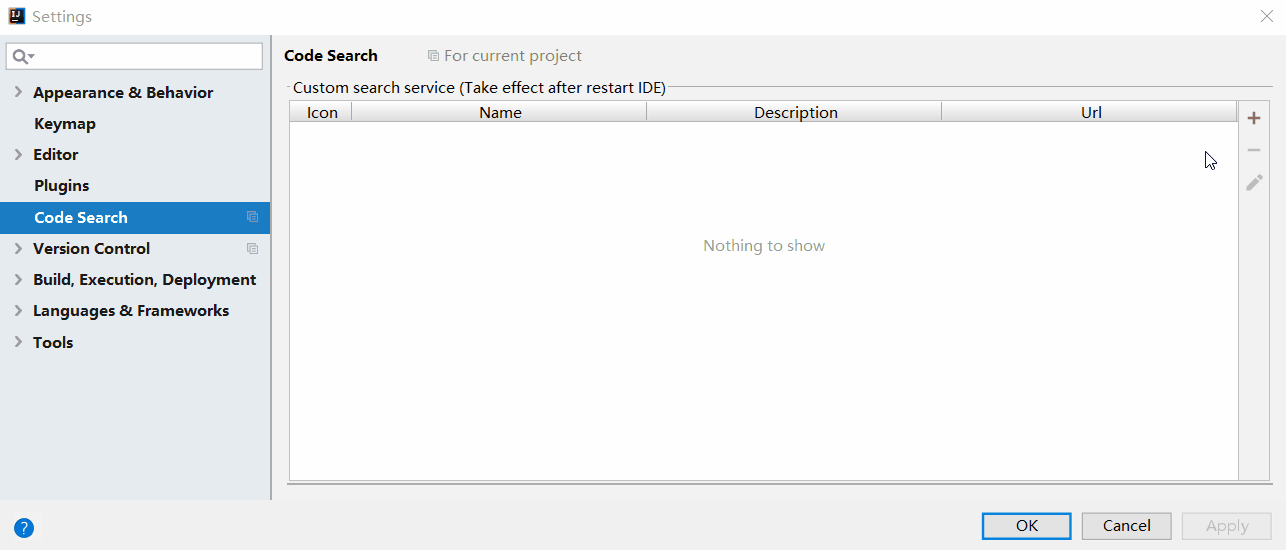 Settings
Code Search For current project
Custom search service (Take effect after restart IDE)
Icon Name Description Url
Appearance & Behavior
Keymap
Editor
Plugins
Code Search
Version Control
Build, Execution, Deployment
Languages & Frameworks
Tools
Nothing to show
?
OK Cancel Apply